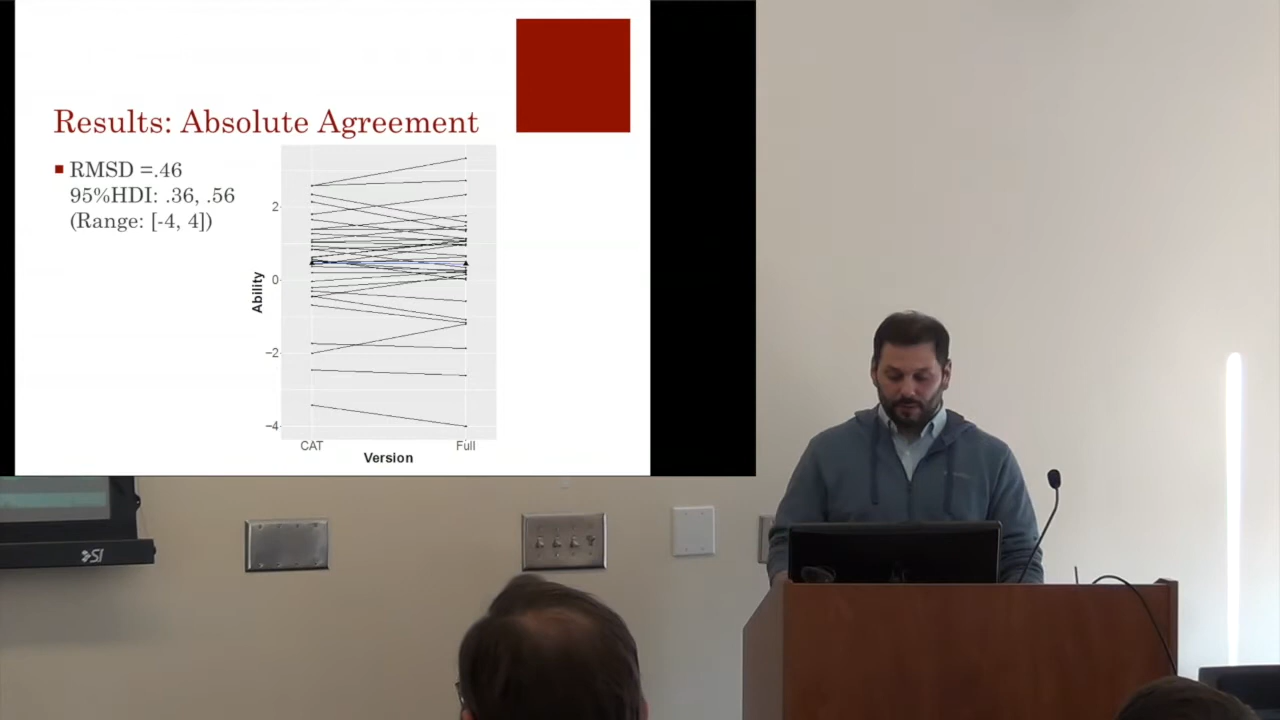 Results: Absolute Agreement
RMSD =.46
95%HDI: .36, .56
(Range: [-4, 4])
2
0
−2
−4
Ability
CAT
Full
Version
SI